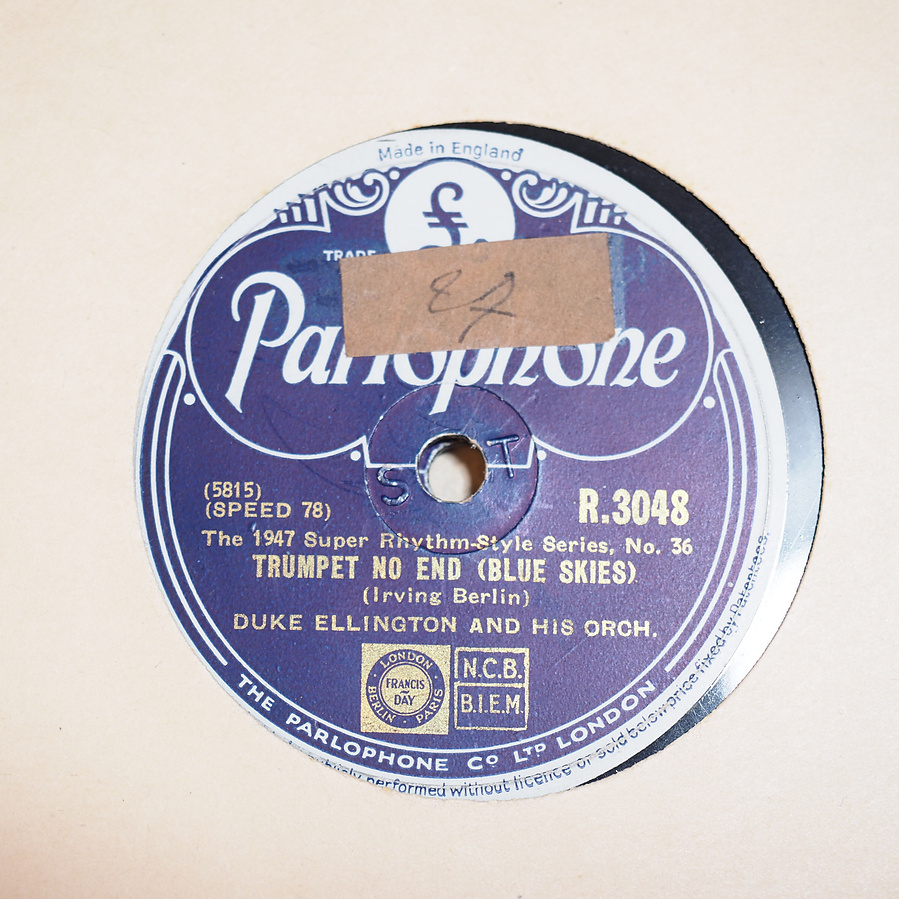 Made in England
£
TRADE
Parlophone
S T
(5815)
(SPEED 78)
R.3048
The 1947 Super Rhythm-Style Series, No. 36
TRUMPET NO END (BLUE SKIES)
(Irving Berlin)
DUKE ELLINGTON AND HIS ORCH.
LONDON
FRANCIS
~
DAY
BERLIN · PARIS
N.C.B.
B.I.E.M.
THE PARLOPHONE CO LTD LONDON
performed without licence or sold below price fixed by Patentees.